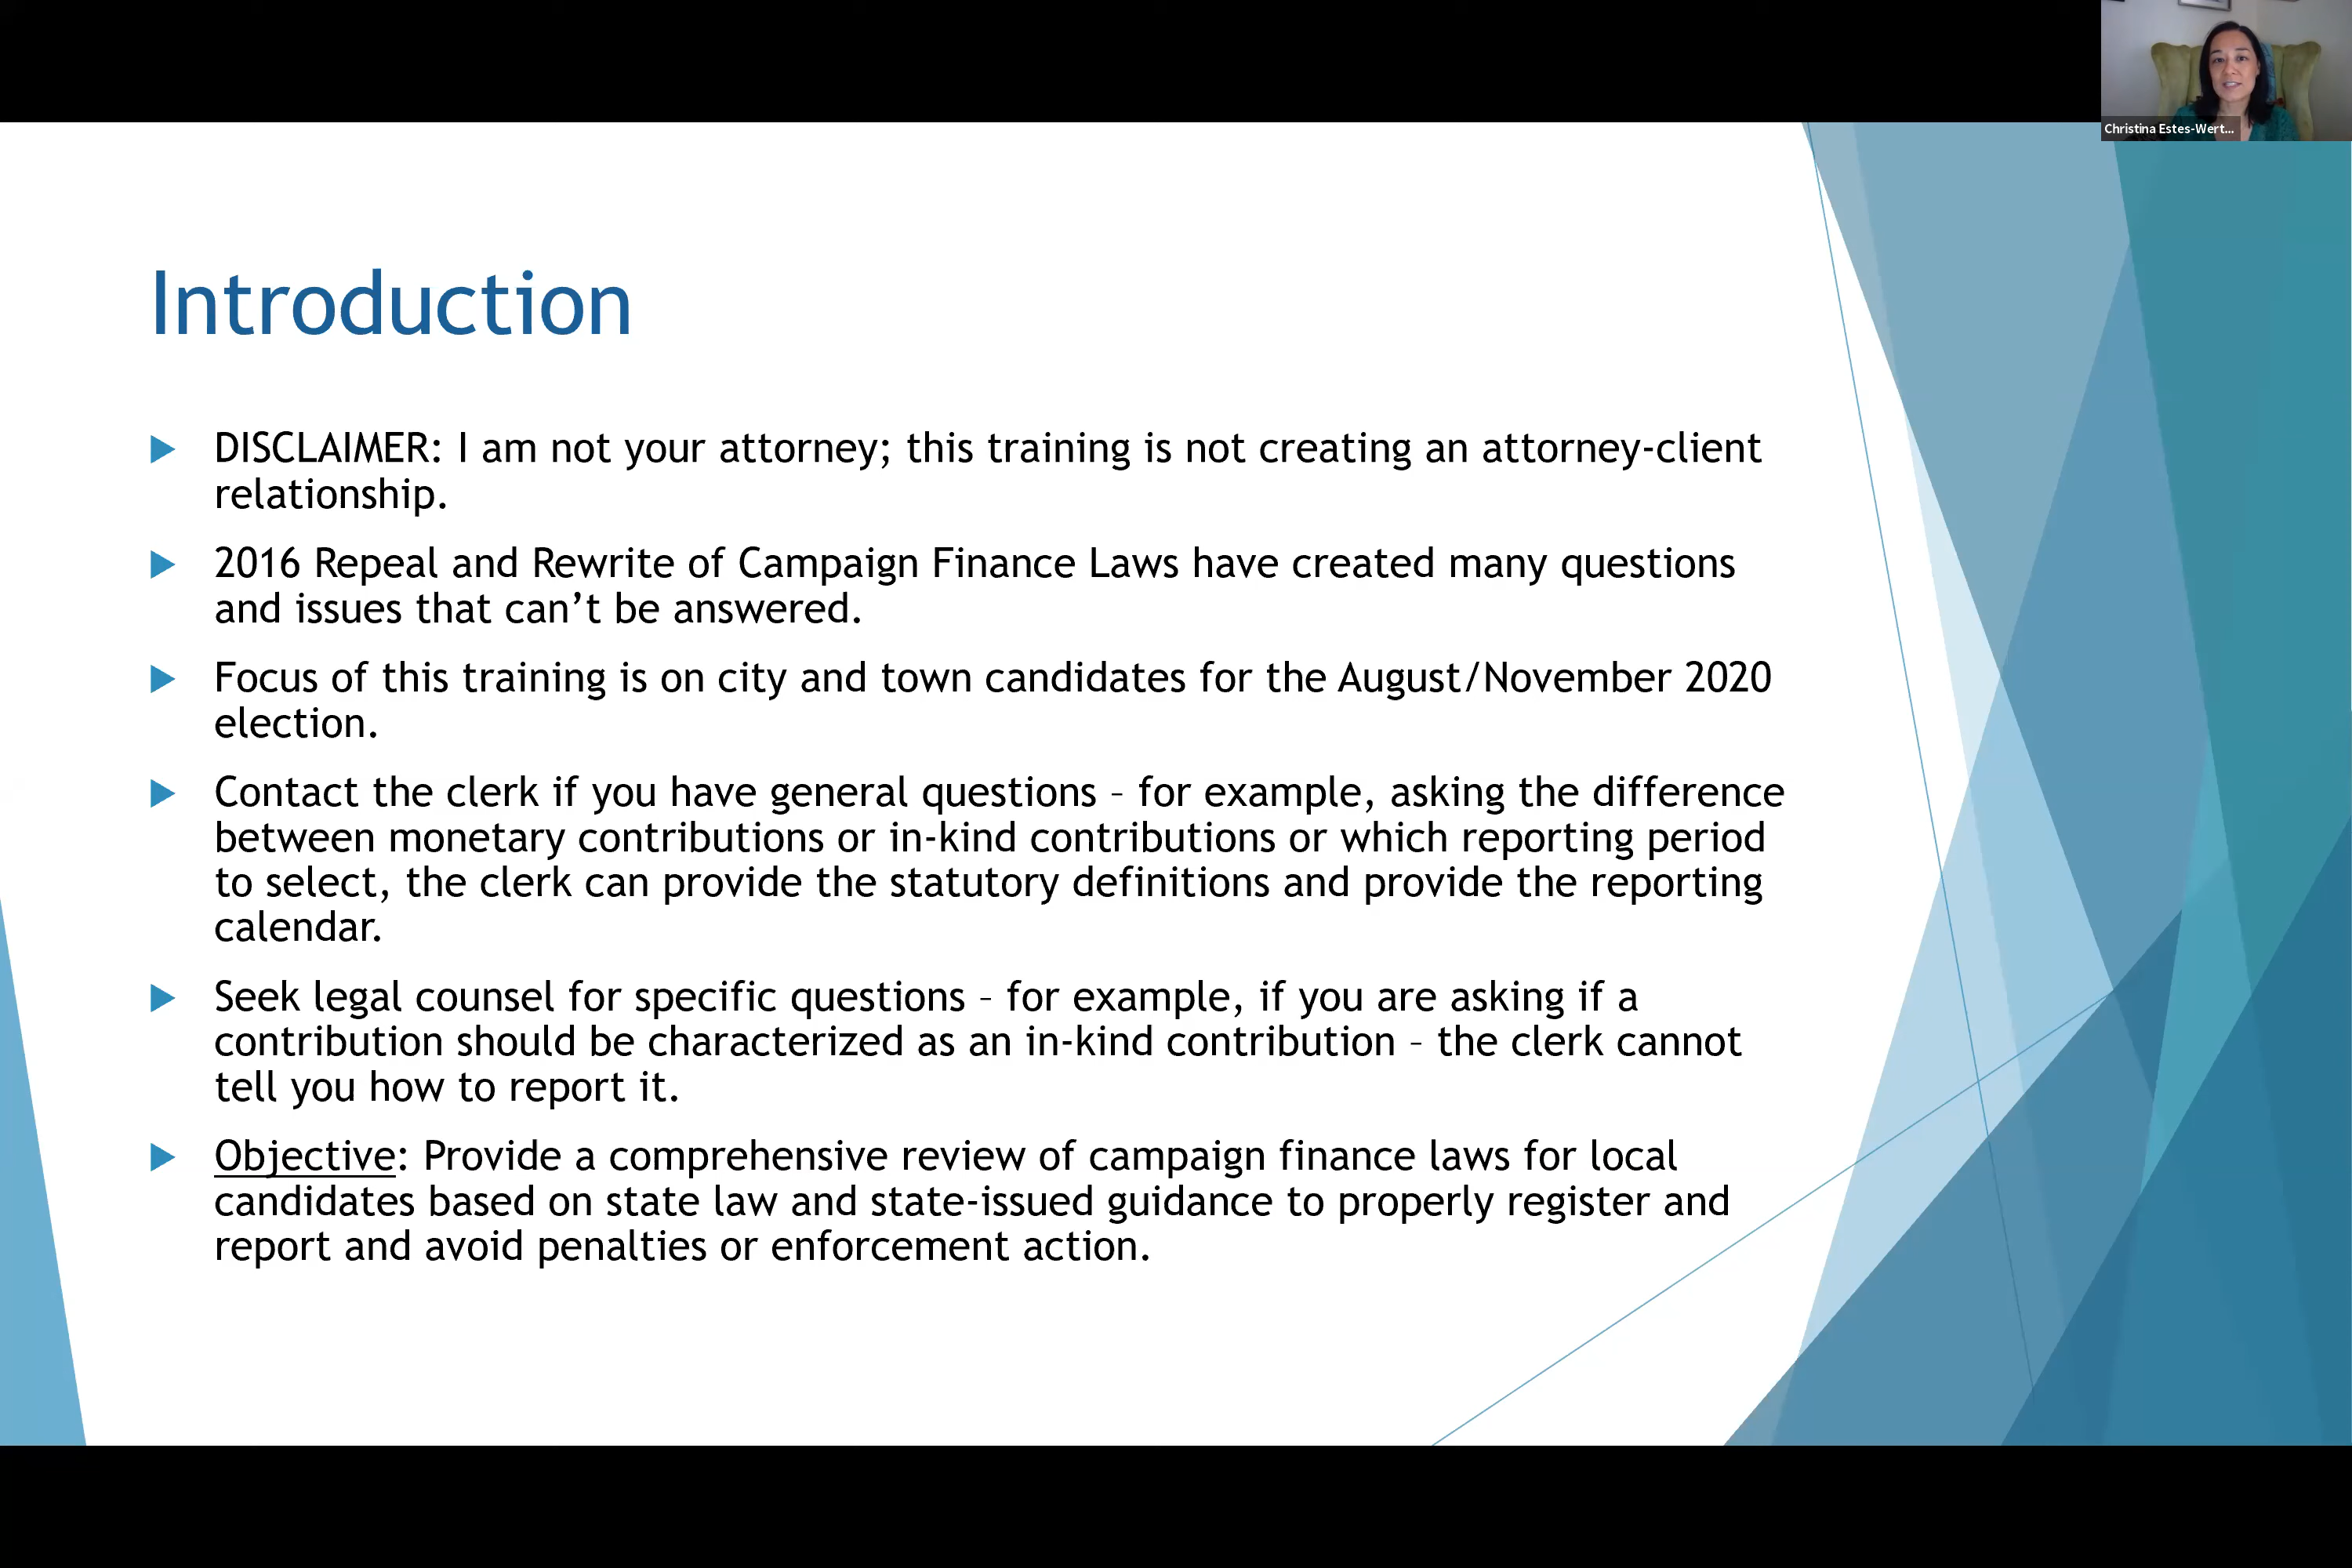 Christina Estes-Wert...
Introduction
DISCLAIMER: I am not your attorney; this training is not creating an attorney-client
relationship.
2016 Repeal and Rewrite of Campaign Finance Laws have created many questions
and issues that can’t be answered.
Focus of this training is on city and town candidates for the August/November 2020
election.
Contact the clerk if you have general questions – for example, asking the difference
between monetary contributions or in-kind contributions or which reporting period
to select, the clerk can provide the statutory definitions and provide the reporting
calendar.
Seek legal counsel for specific questions – for example, if you are asking if a
contribution should be characterized as an in-kind contribution – the clerk cannot
tell you how to report it.
Objective: Provide a comprehensive review of campaign finance laws for local
candidates based on state law and state-issued guidance to properly register and
report and avoid penalties or enforcement action.